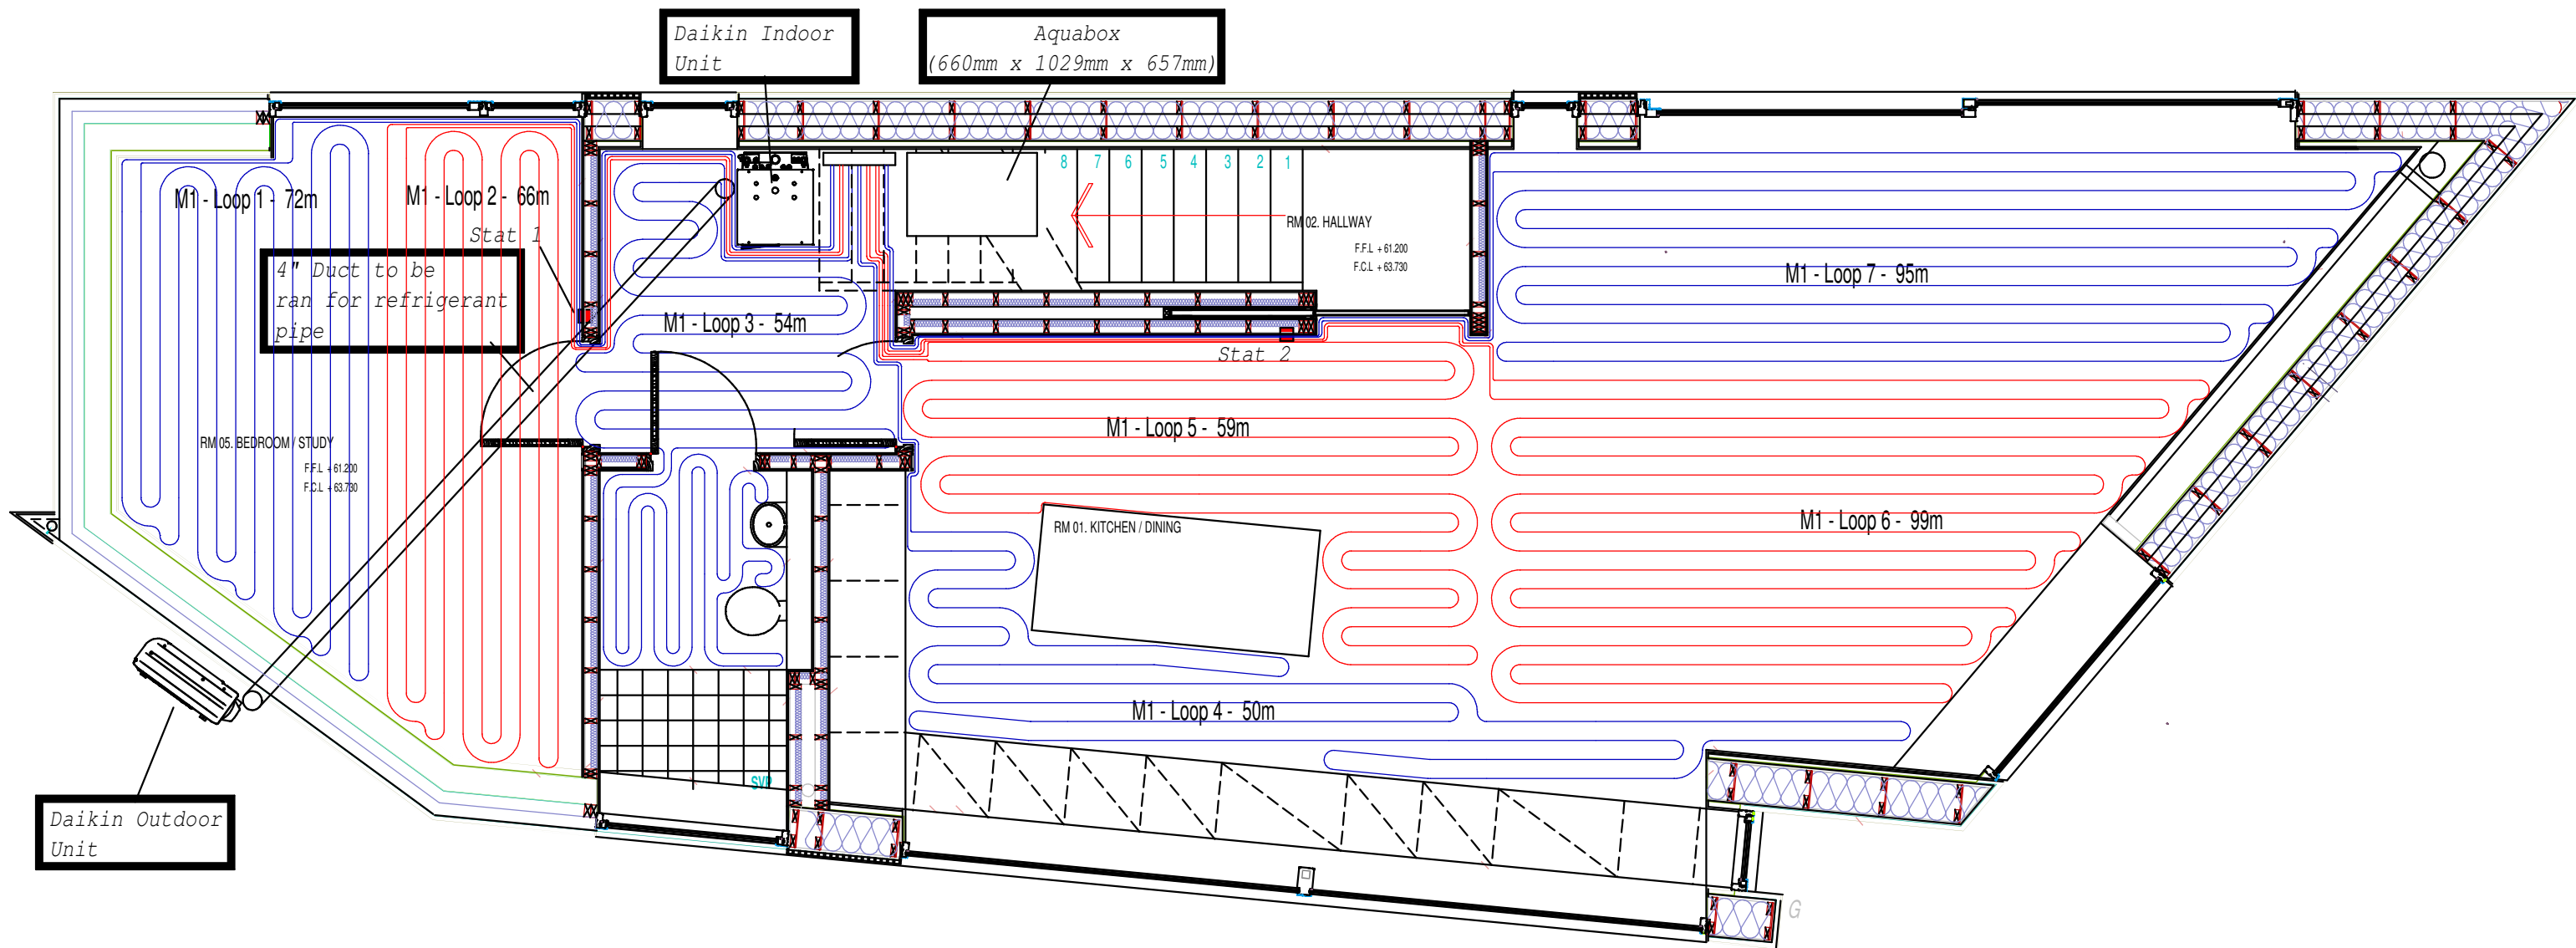 Daikin Indoor
Unit
Aquabox
(660mm x 1029mm x 657mm)
8 7 6 5 4 3 2 1
M1 - Loop 1 - 72m
M1 - Loop 2 - 66m
Stat 1
RM 02. HALLWAY
F.F.L + 61.200
F.C.L + 63.730
4" Duct to be
ran for refrigerant
pipe
M1 - Loop 7 - 95m
M1 - Loop 3 - 54m
Stat 2
M1 - Loop 5 - 59m
RM 05. BEDROOM / STUDY
F.F.L + 61.200
F.C.L + 63.730
RM 01. KITCHEN / DINING
M1 - Loop 6 - 99m
M1 - Loop 4 - 50m
SVP
Daikin Outdoor
Unit
G